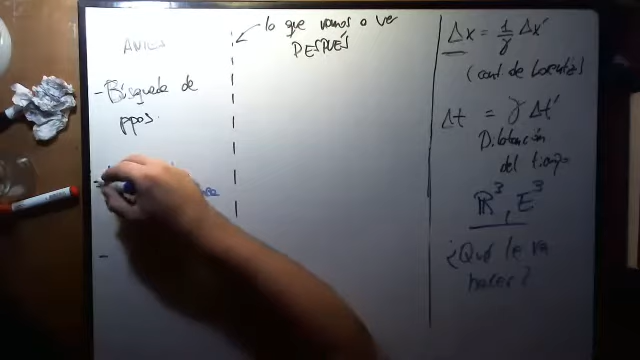 ANTES
- Búsqueda de
ppos.
lo que vamos a ver
DESPUÉS
Δx = 1/γ Δx'
(cont. de Lorentz)
Δt = γ Δt'
Dilatación
del tiempo
ℝ³, E³
¿Qué le va
hacer?